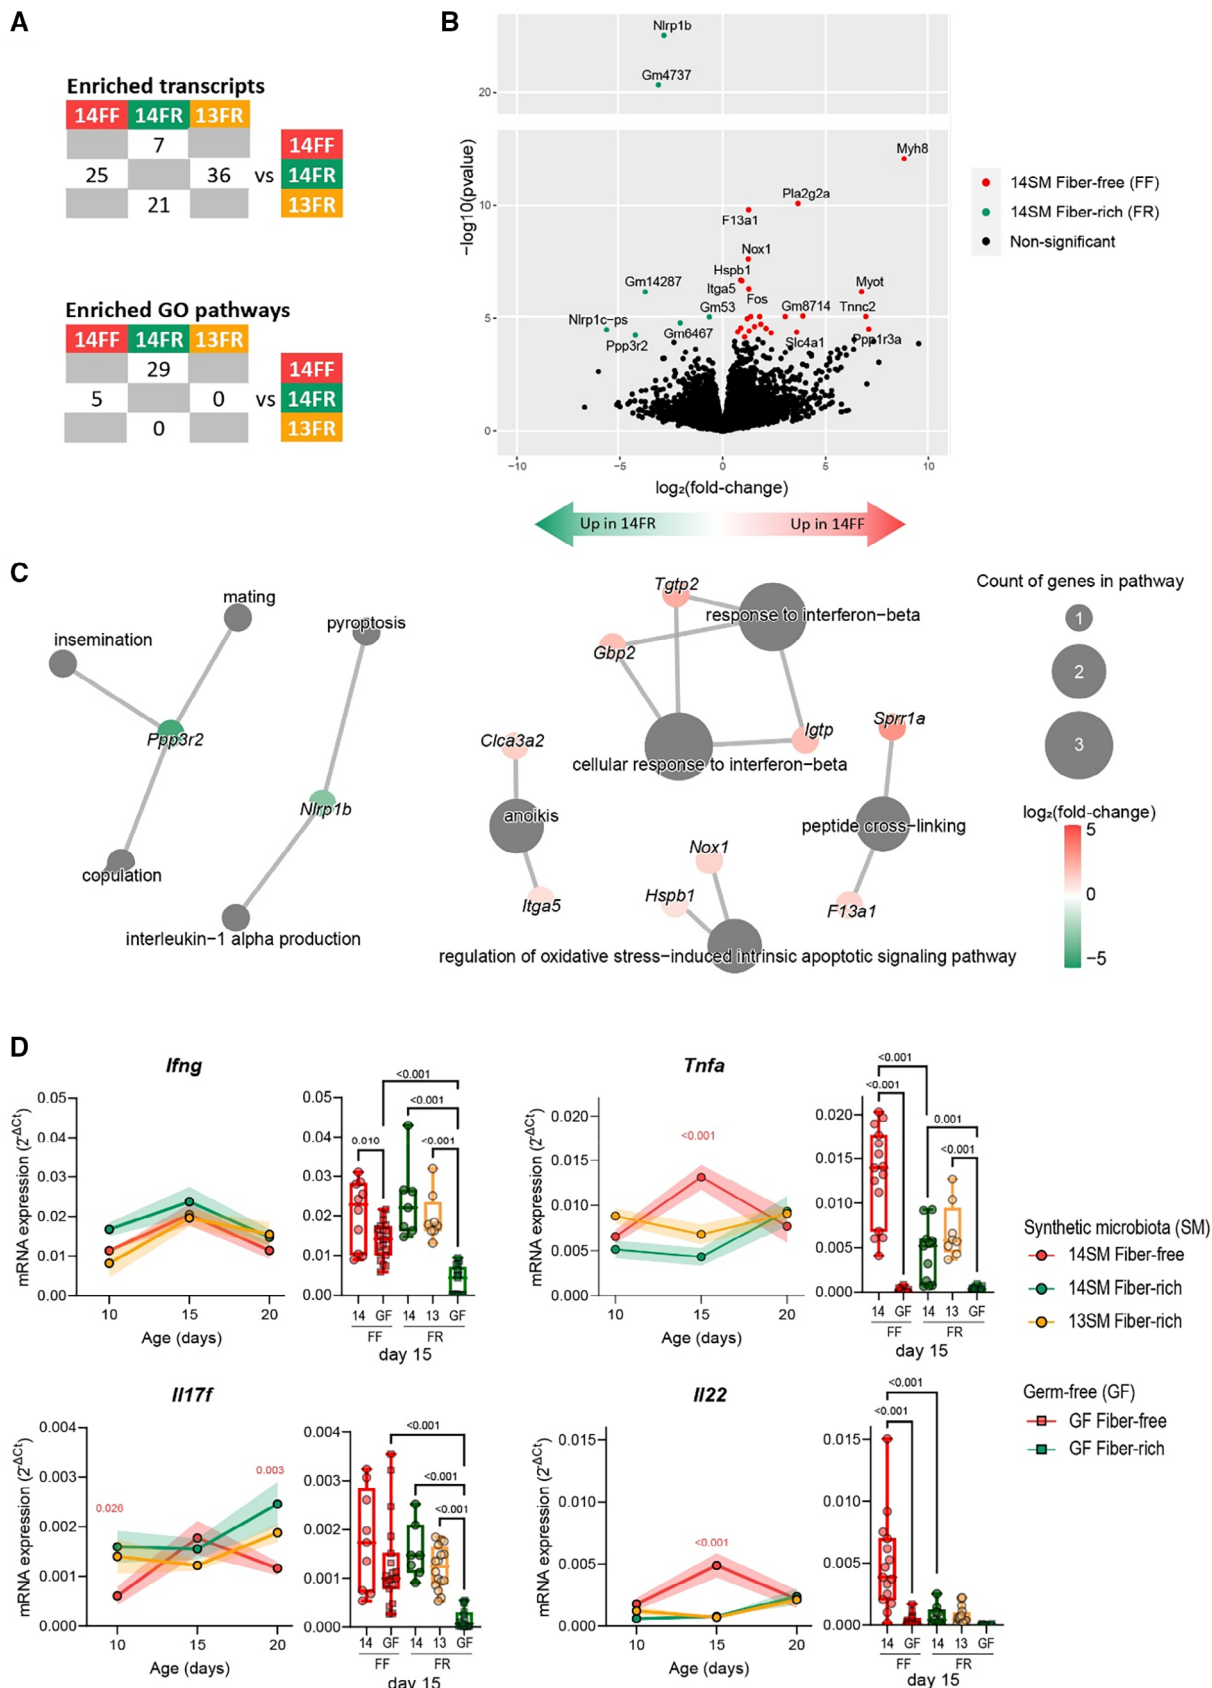 A
Enriched transcripts
14FF 14FR 13FR
7 14FF
25 36 vs 14FR
21 13FR
Enriched GO pathways
14FF 14FR 13FR
29 14FF
5 0 vs 14FR
0 13FR
B
−log10(pvalue)
20
10
5
0
Nlrp1b
Gm4737
Myh8
Pla2g2a
F13a1
Nox1
Hspb1
Itga5
Fos
Gm14287
Gm53
Gm8714
Myot
Tnnc2
Nlrp1c−ps
Ppp3r2
Gm6467
Slc4a1
Ppp1r3a
−10 −5 0 5 10
log₂(fold-change)
Up in 14FR
Up in 14FF
14SM Fiber-free (FF)
14SM Fiber-rich (FR)
Non-significant
C
mating
insemination
pyroptosis
Ppp3r2
Nlrp1b
copulation
interleukin−1 alpha production
Tgtp2
response to interferon−beta
Gbp2
Igtp
cellular response to interferon−beta
Clca3a2
anoikis
Itga5
Sprr1a
peptide cross−linking
F13a1
Nox1
Hspb1
regulation of oxidative stress−induced intrinsic apoptotic signaling pathway
Count of genes in pathway
1
2
3
log₂(fold-change)
5
0
−5
D
Ifng
mRNA expression (2^-ΔCt)
0.05
0.04
0.03
0.02
0.01
0.00
10 15 20
Age (days)
0.05
0.04
0.03
0.02
0.01
0.00
<0.001
<0.001
0.010
<0.001
14 GF 14 13 GF
FF FR
day 15
Tnfa
mRNA expression (2^-ΔCt)
0.020
0.015
0.010
0.005
0.000
<0.001
10 15 20
Age (days)
0.020
0.015
0.010
0.005
0.000
<0.001
<0.001
0.001
<0.001
14 GF 14 13 GF
FF FR
day 15
Synthetic microbiota (SM)
14SM Fiber-free
14SM Fiber-rich
13SM Fiber-rich
Germ-free (GF)
GF Fiber-free
GF Fiber-rich
Il17f
mRNA expression (2^-ΔCt)
0.004
0.003
0.002
0.001
0.000
0.026
0.003
10 15 20
Age (days)
0.004
0.003
0.002
0.001
0.000
<0.001
<0.001
<0.001
14 GF 14 13 GF
FF FR
day 15
Il22
mRNA expression (2^-ΔCt)
0.015
0.010
0.005
0.000
<0.001
10 15 20
Age (days)
0.015
0.010
0.005
0.000
<0.001
<0.001
14 GF 14 13 GF
FF FR
day 15